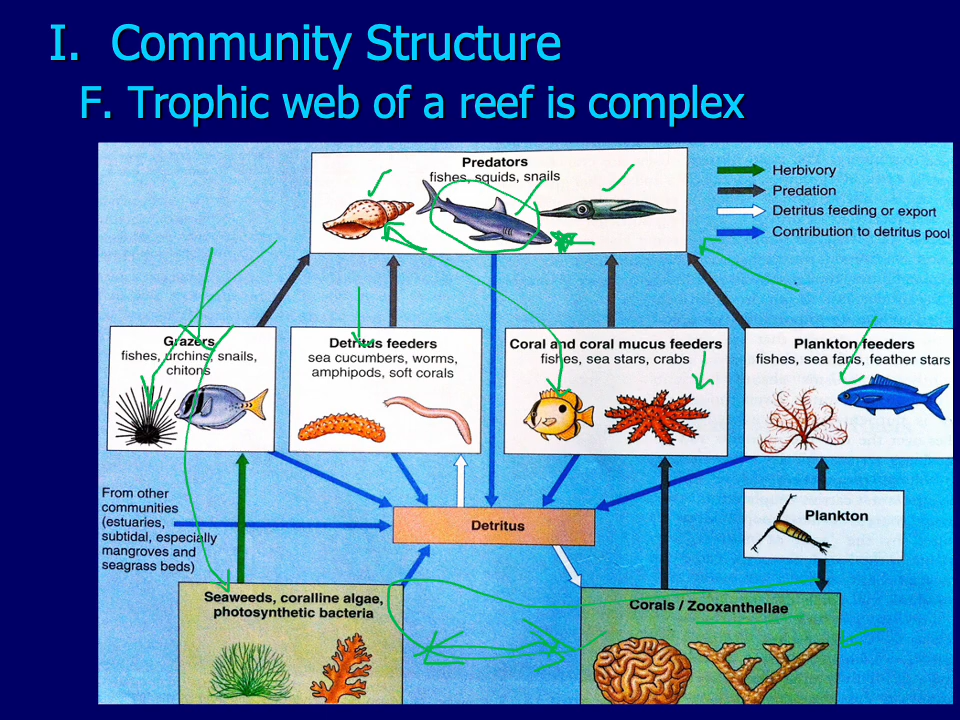 I. Community Structure
F. Trophic web of a reef is complex
Predators
fishes, squids, snails
Herbivory
Predation
Detritus feeding or export
Contribution to detritus pool
Grazers
fishes, urchins, snails,
chitons
Detritus feeders
sea cucumbers, worms,
amphipods, soft corals
Coral and coral mucus feeders
fishes, sea stars, crabs
Plankton feeders
fishes, sea fans, feather stars
From other
communities
(estuaries,
subtidal, especially
mangroves and
seagrass beds)
Detritus
Plankton
Seaweeds, coralline algae,
photosynthetic bacteria
Corals / Zooxanthellae